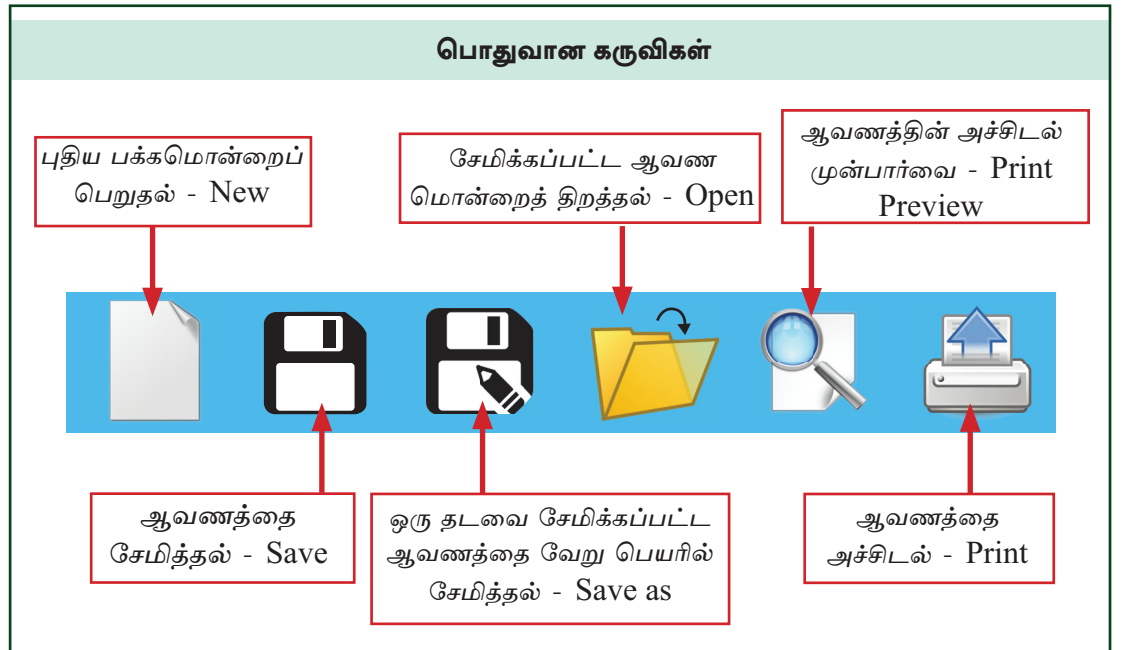 பொதுவான கருவிகள்
புதிய பக்கமொன்றைப்
பெறுதல் - New
சேமிக்கப்பட்ட ஆவண
மொன்றைத் திறத்தல் - Open
ஆவணத்தின் அச்சிடல்
முன்பார்வை - Print
Preview
ஆவணத்தை
சேமித்தல் - Save
ஒரு தடவை சேமிக்கப்பட்ட
ஆவணத்தை வேறு பெயரில்
சேமித்தல் - Save as
ஆவணத்தை
அச்சிடல் - Print